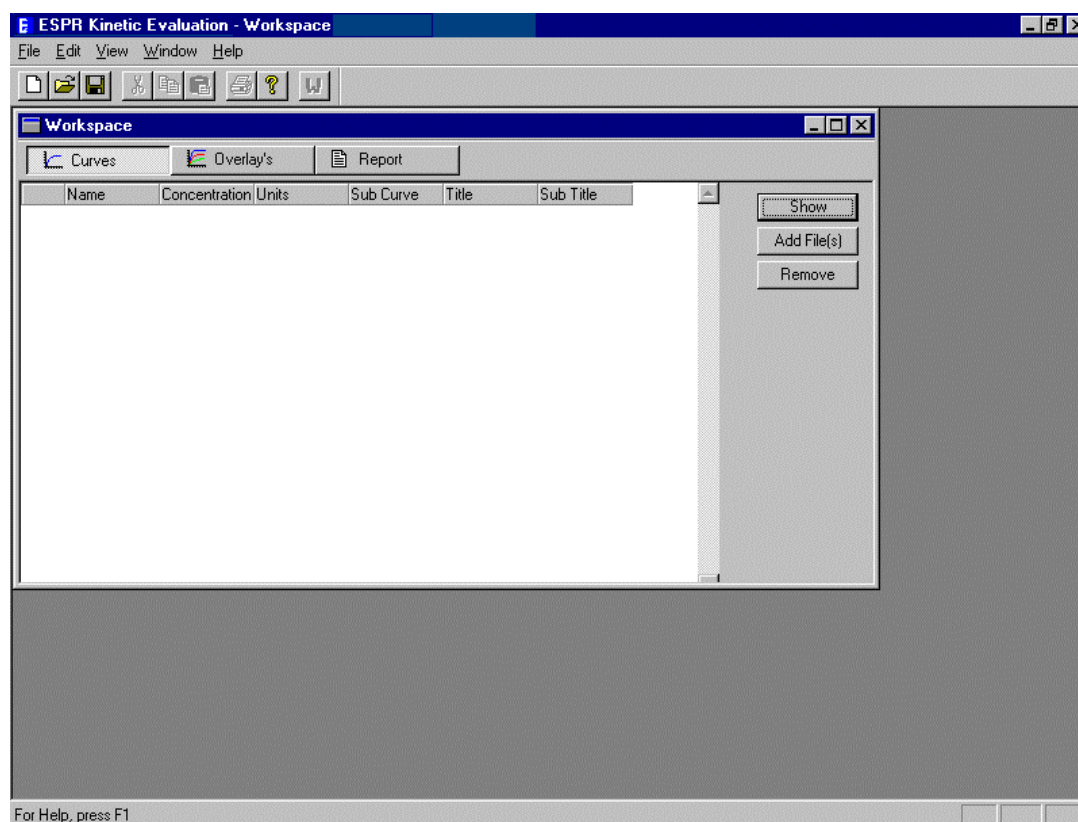 ESPR Kinetic Evaluation - Workspace
File Edit View Window Help
Workspace
Curves Overlay's Report
Name Concentration Units Sub Curve Title Sub Title
Show
Add File(s)
Remove
For Help, press F1